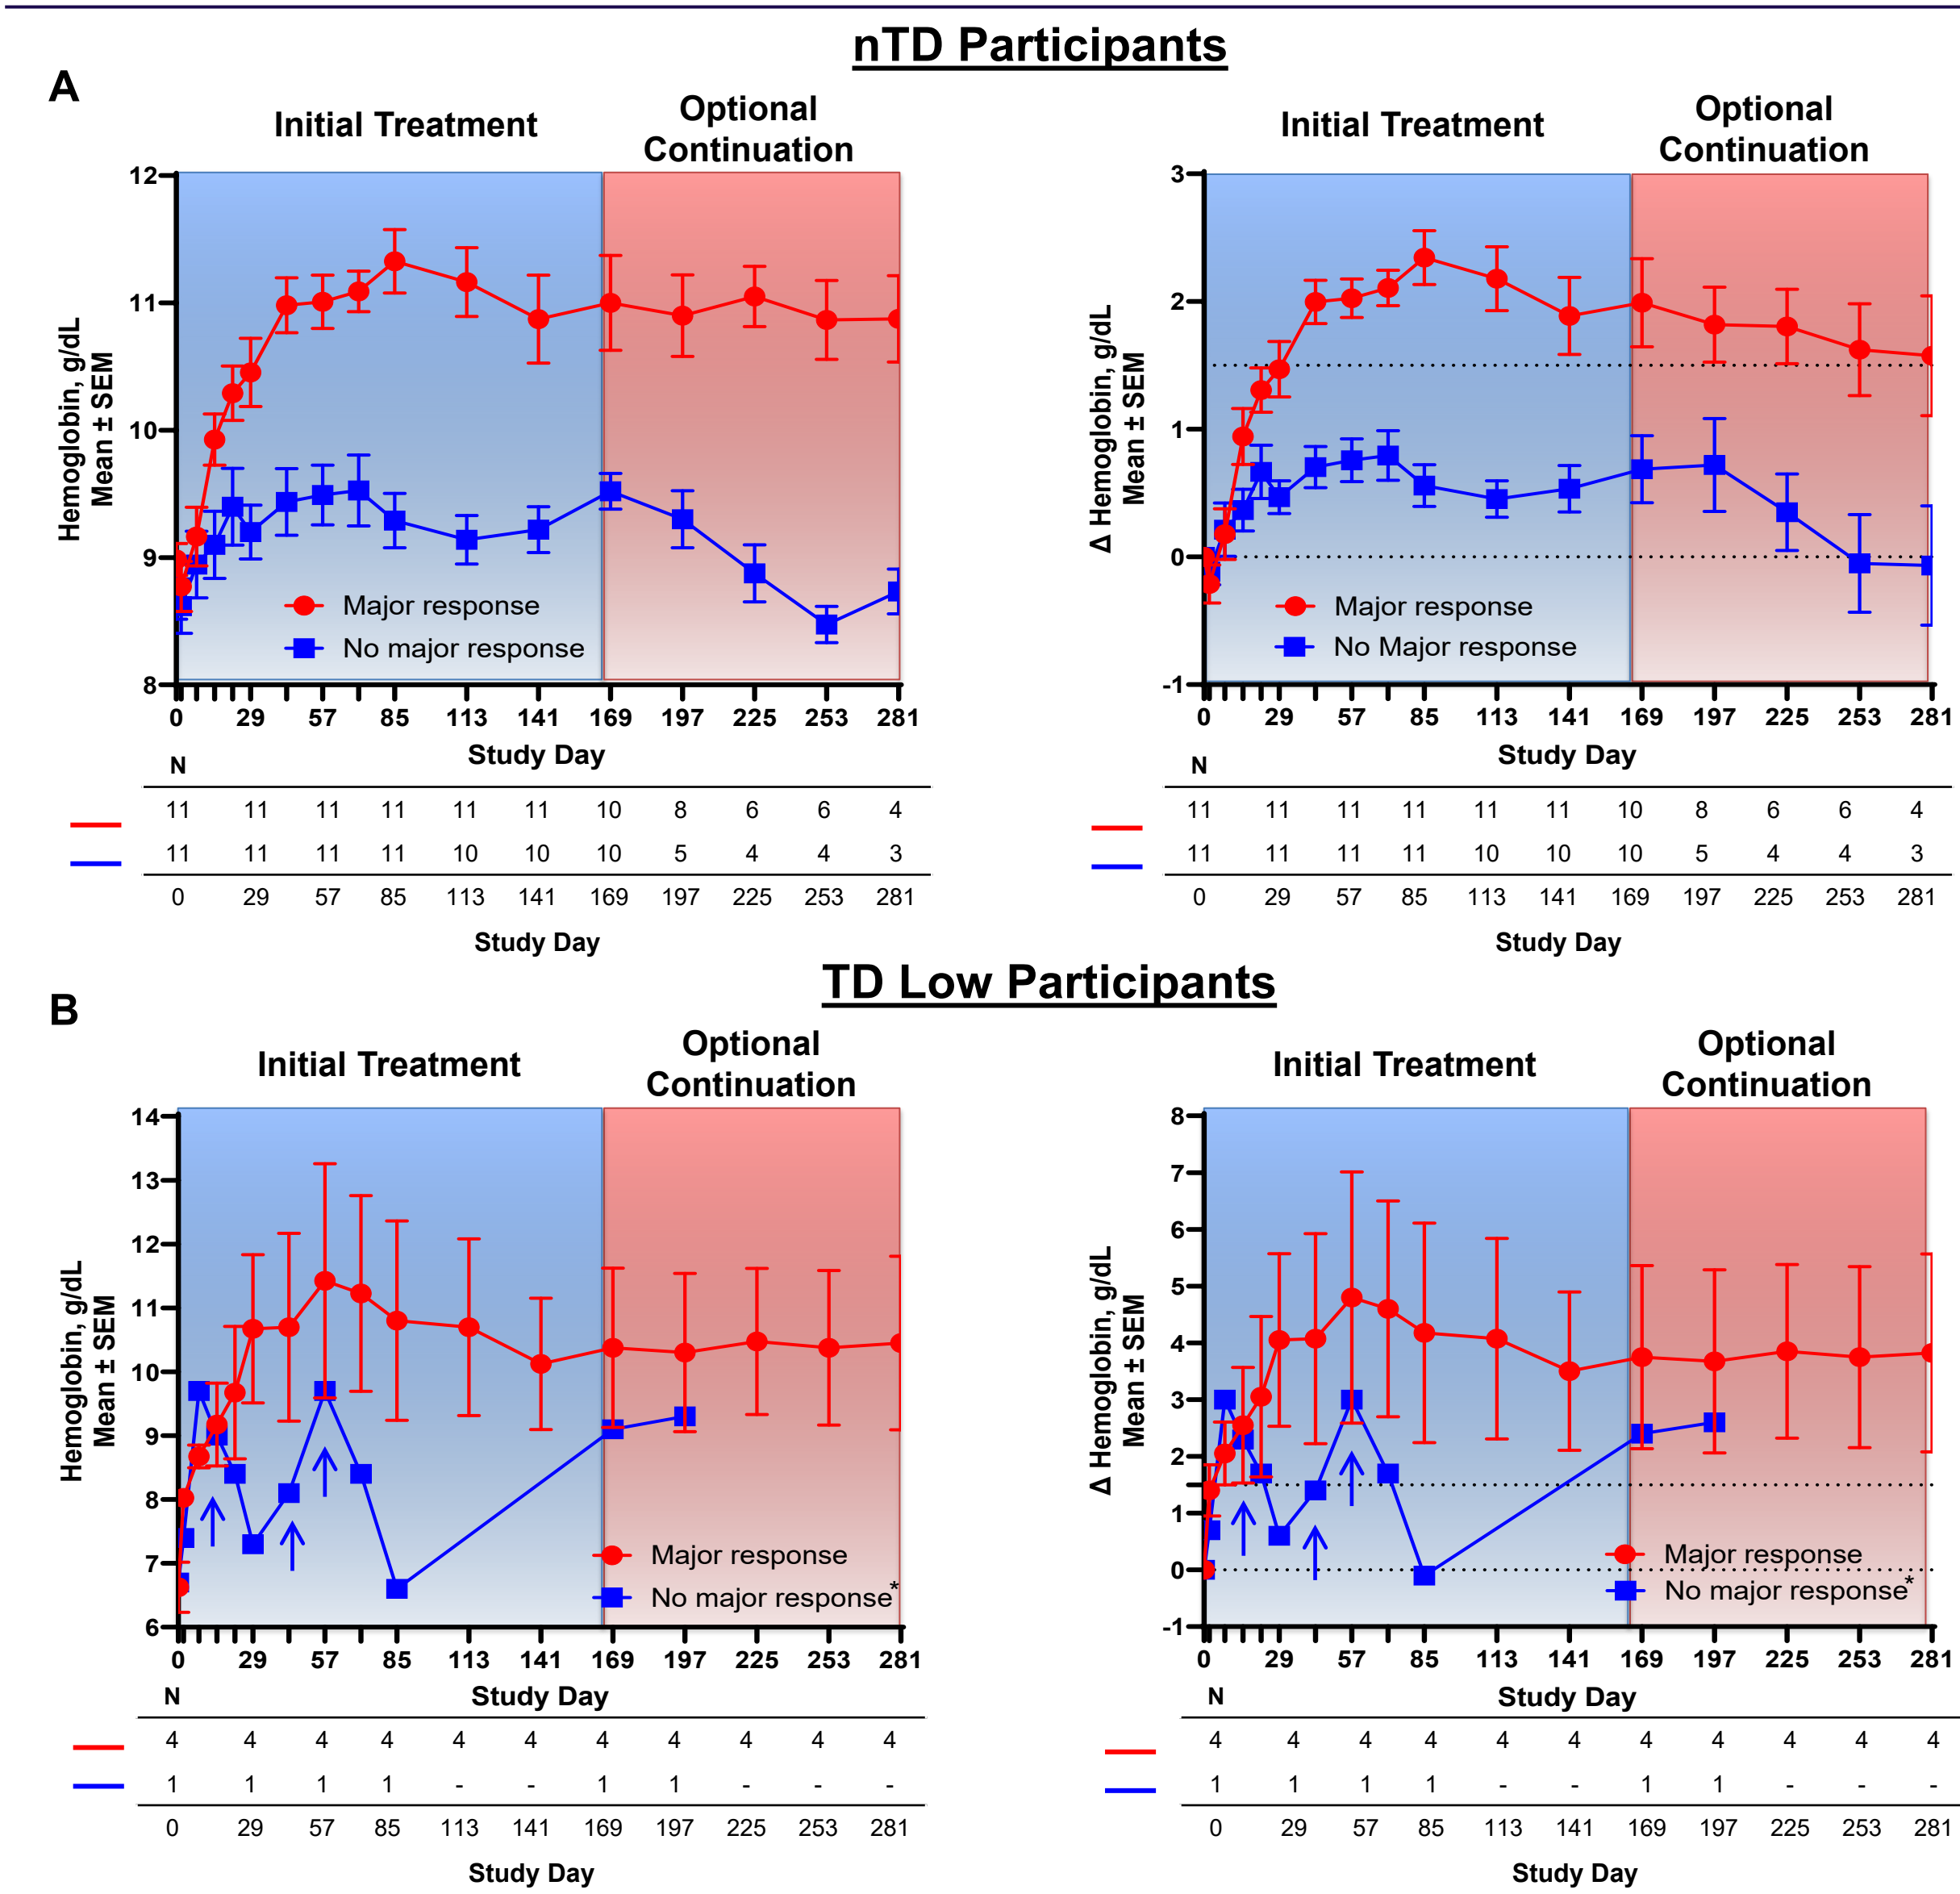 nTD Participants
A
Initial Treatment
Optional
Continuation
Hemoglobin, g/dL
Mean ± SEM
12
11
10
9
8
Major response
No major response
0 29 57 85 113 141 169 197 225 253 281
Study Day
N
11 11 11 11 11 11 10 8 6 6 4
11 11 11 11 10 10 10 5 4 4 3
0 29 57 85 113 141 169 197 225 253 281
Study Day
Initial Treatment
Optional
Continuation
Δ Hemoglobin, g/dL
Mean ± SEM
3
2
1
0
-1
Major response
No Major response
0 29 57 85 113 141 169 197 225 253 281
Study Day
N
11 11 11 11 11 11 10 8 6 6 4
11 11 11 11 10 10 10 5 4 4 3
0 29 57 85 113 141 169 197 225 253 281
Study Day
TD Low Participants
B
Initial Treatment
Optional
Continuation
Hemoglobin, g/dL
Mean ± SEM
14
13
12
11
10
9
8
7
6
Major response
No major response*
0 29 57 85 113 141 169 197 225 253 281
Study Day
N
4 4 4 4 4 4 4 4 4 4 4
1 1 1 1 - - 1 1 - - -
0 29 57 85 113 141 169 197 225 253 281
Study Day
Initial Treatment
Optional
Continuation
Δ Hemoglobin, g/dL
Mean ± SEM
8
7
6
5
4
3
2
1
0
-1
Major response
No major response*
0 29 57 85 113 141 169 197 225 253 281
Study Day
N
4 4 4 4 4 4 4 4 4 4 4
1 1 1 1 - - 1 1 - - -
0 29 57 85 113 141 169 197 225 253 281
Study Day